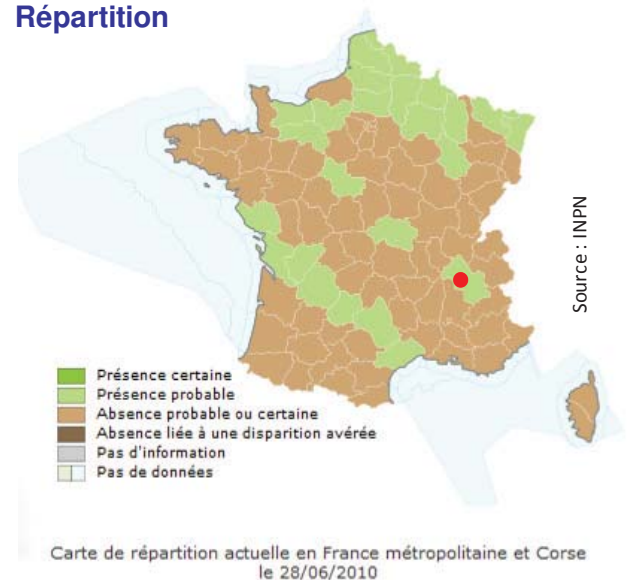 Répartition
Source : INPN
Présence certaine
Présence probable
Absence probable ou certaine
Absence liée à une disparition avérée
Pas d'information
Pas de données
Carte de répartition actuelle en France métropolitaine et Corse
le 28/06/2010